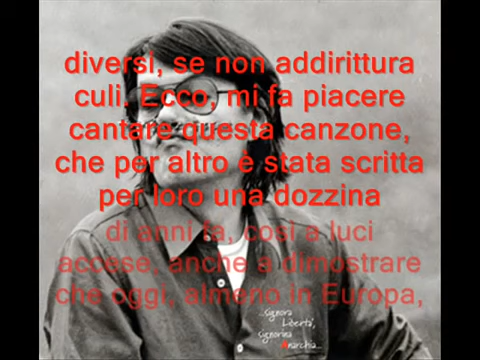 diversi, se non addirittura
culi. Ecco, mi fa piacere
cantare questa canzone,
che per altro è stata scritta
per loro una dozzina
di anni fa, così a luci
accese, anche a dimostrare
che oggi, almeno in Europa,
...signora
Libertà,
signorina
Anarchia...